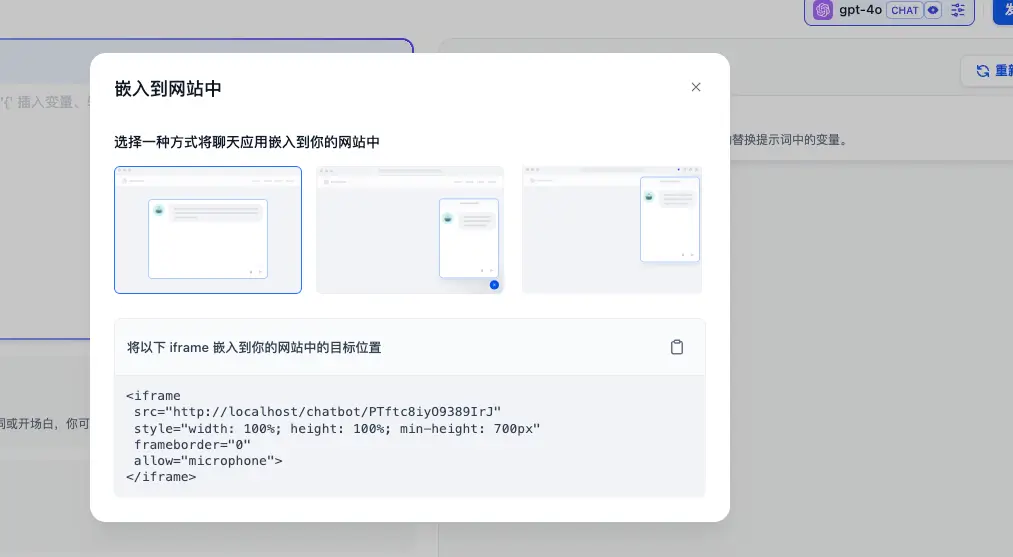 gpt-4o CHAT
发
'{' 插入变量、
重新
嵌入到网站中
选择一种方式将聊天应用嵌入到你的网站中
替换提示词中的变量。
将以下 iframe 嵌入到你的网站中的目标位置
词或开场白，你可
<iframe
src="http://localhost/chatbot/PTftc8iyO9389IrJ"
style="width: 100%; height: 100%; min-height: 700px"
frameborder="0"
allow="microphone">
</iframe>